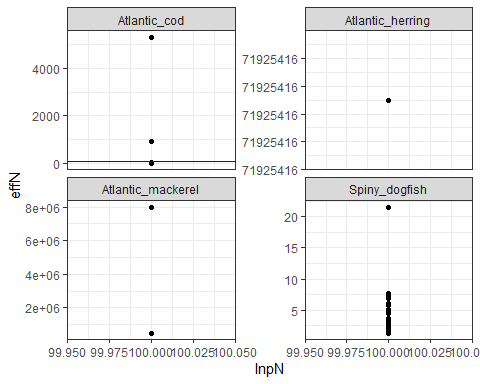 Atlantic_cod
Atlantic_herring
4000
2000
0
71925416
71925416
71925416
71925416
71925416
effN
Atlantic_mackerel
Spiny_dogfish
8e+06
6e+06
4e+06
2e+06
20
15
10
5
99.950 99.975 100.000 100.025 100.050
99.950 99.975 100.000 100.025 100.0
InpN